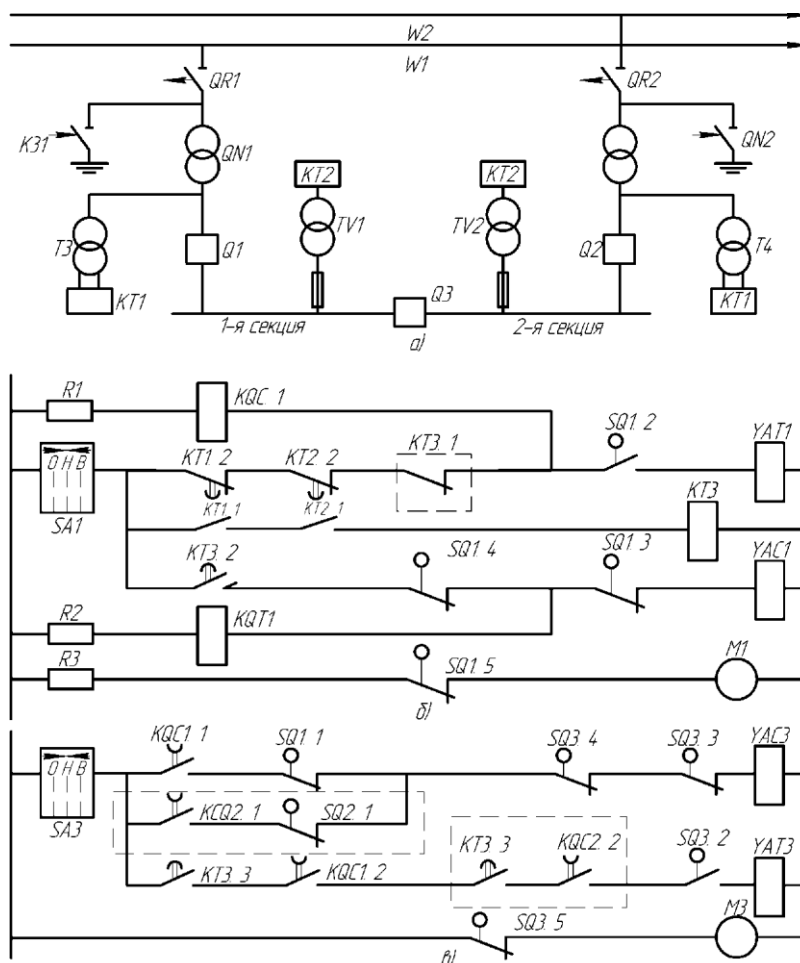 W2
W1
QR1
QR2
КЗ1
QN1
QN2
KT2
KT2
TV1
TV2
T3
Q1
Q2
T4
KT1
KT1
Q3
1-я секция
2-я секция
а)
R1
KQC. 1
SQ1. 2
YAT1
О Н В
KT1. 2
KT2. 2
KT3. 1
SA1
KT1. 1
KT2. 1
KT3
KT3. 2
SQ1. 4
SQ1. 3
YAC1
R2
KQT1
R3
SQ1. 5
M1
б)
KQC1. 1
SQ1. 1
SQ3. 4
SQ3. 3
YAC3
О Н В
SA3
KCQ2. 1
SQ2. 1
KT3. 3
KQC1. 2
KT3. 3
KQC2. 2
SQ3. 2
YAT3
SQ3. 5
M3
в)